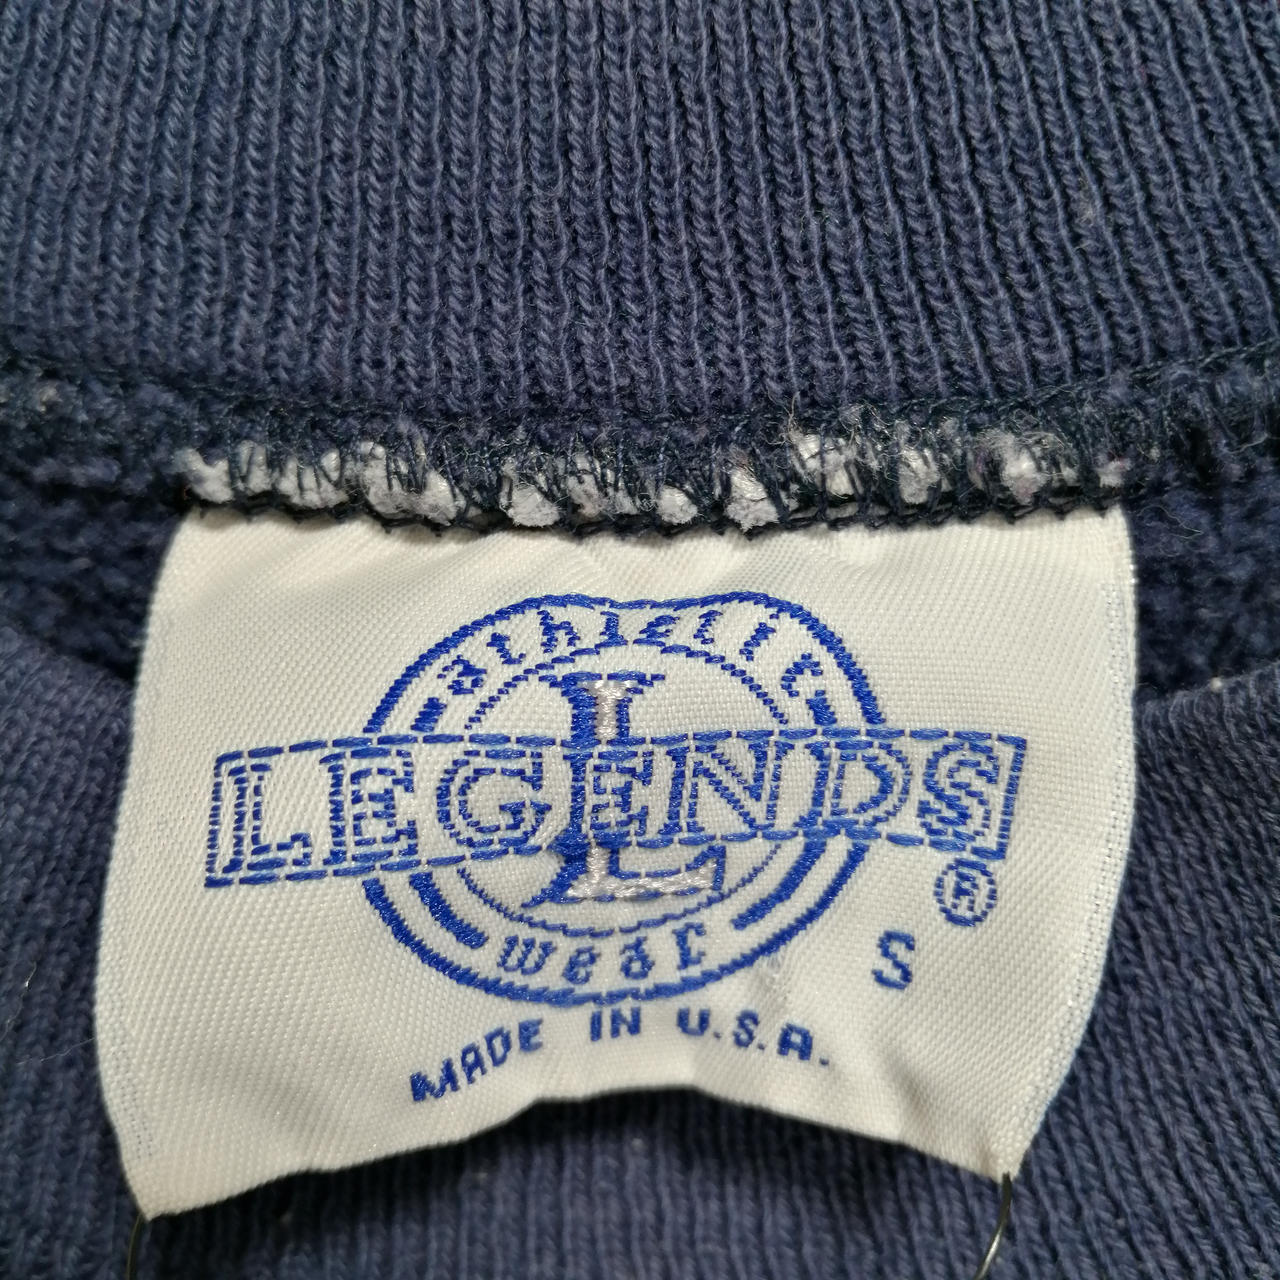 athletic
L
LEGENDS®
wear
S
MADE IN U.S.A.